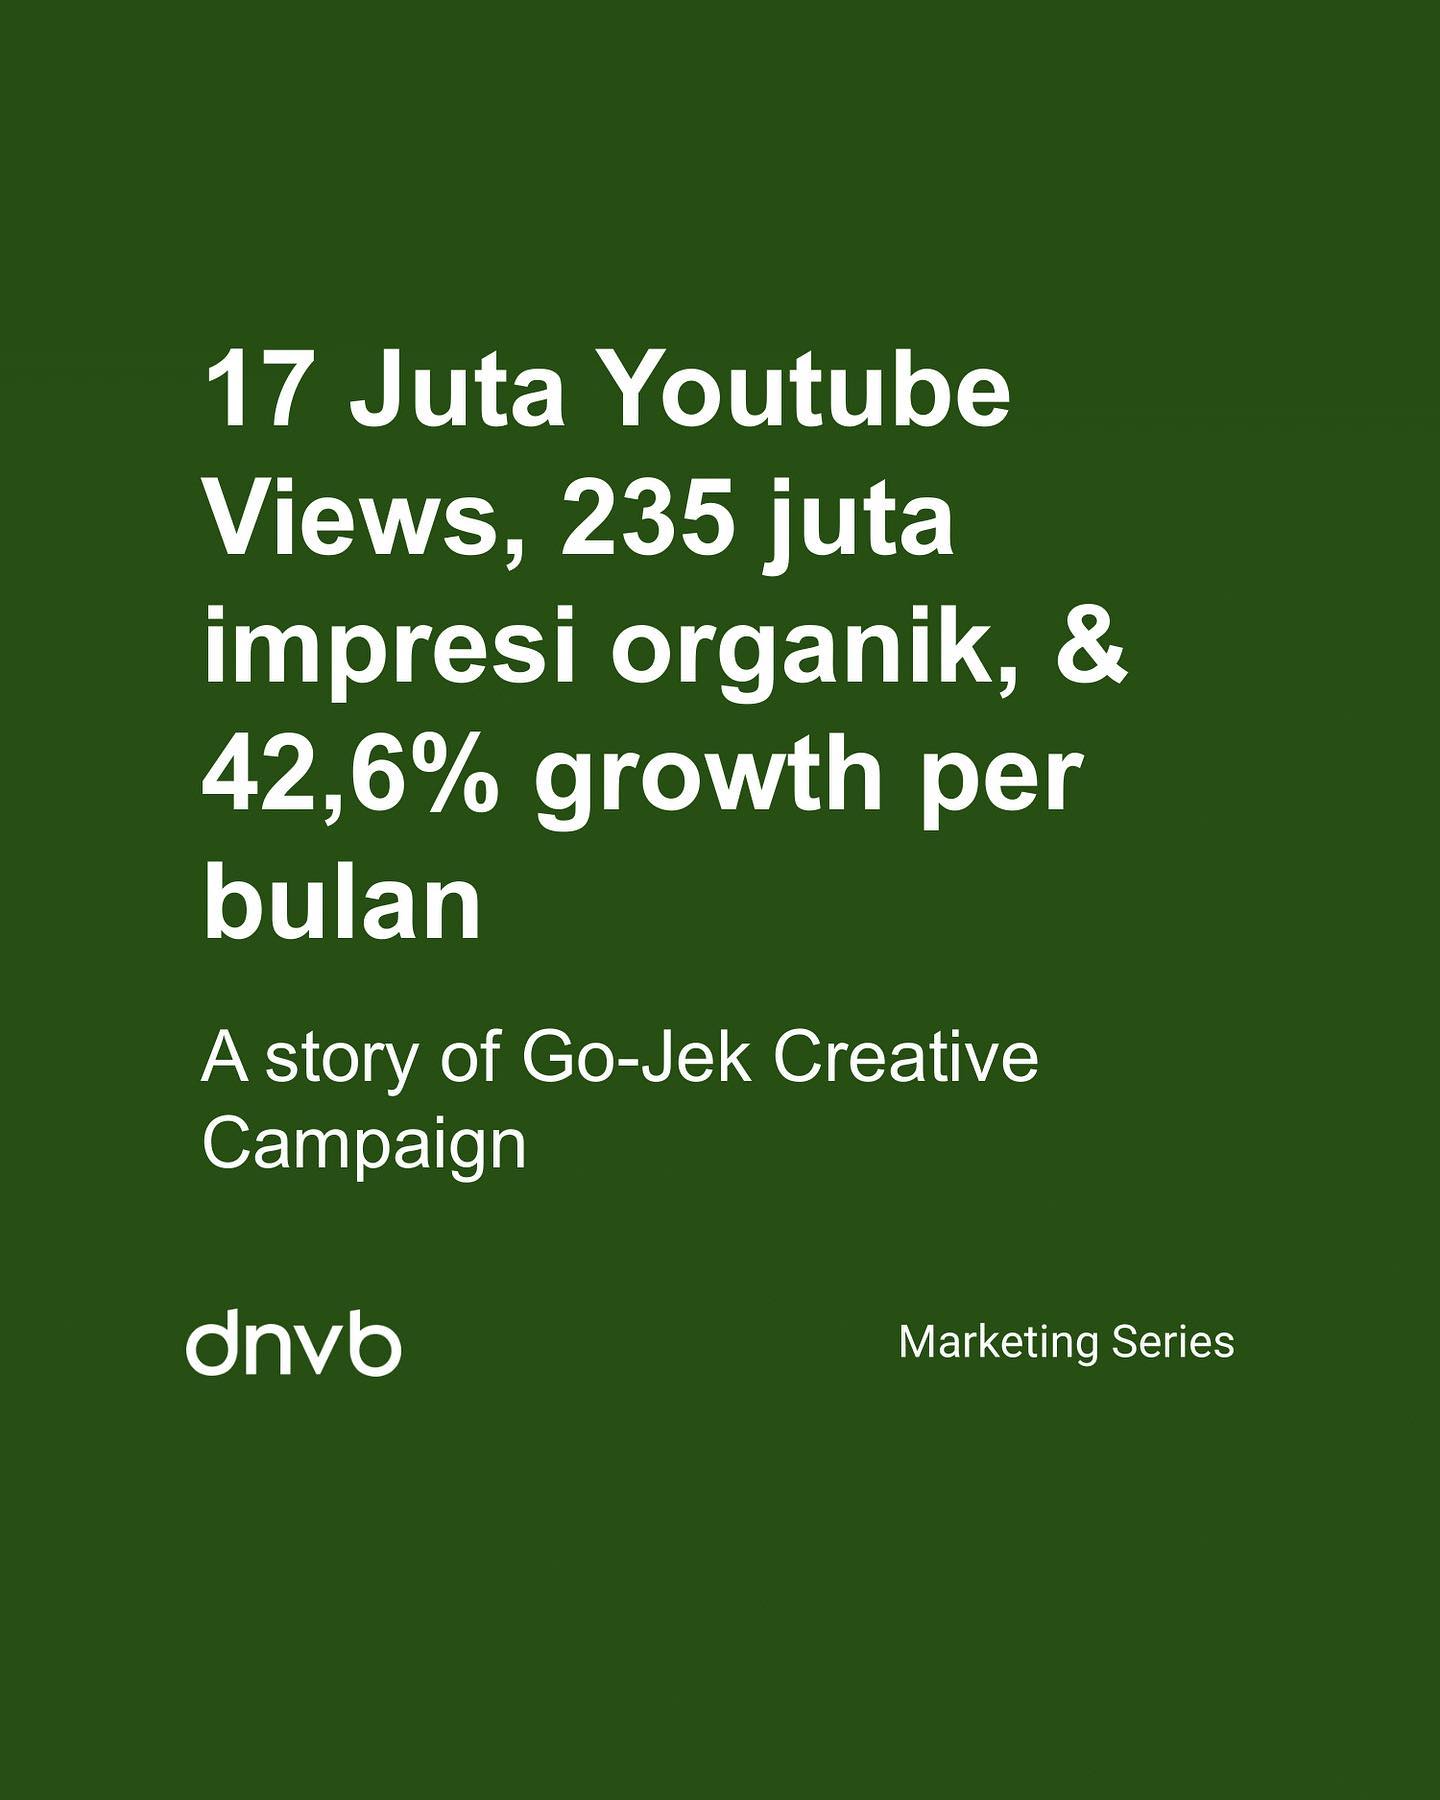 17 Juta Youtube
Views, 235 juta
impresi organik, &
42,6% growth per
bulan
A story of Go-Jek Creative
Campaign
dnvb
Marketing Series